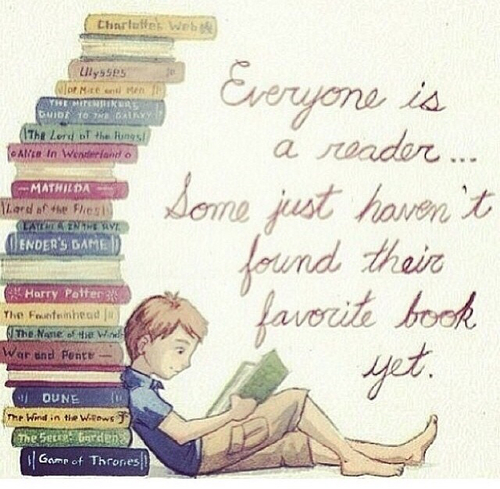 Charlotte's Web
Ulysses
Of Mice and Men
THE HITCHHIKERS
GUIDE TO THE GALAXY
The Lord of the Rings
Alice in Wonderland
MATHILDA
Lord of the Flies
CATCHER IN THE RYE
ENDER'S GAME
Harry Potter
The Fountainhead
The Name of the Wind
War and Peace
DUNE
The Wind in the Willows
The Secret Garden
Game of Thrones
Everyone is
a reader...
Some just haven't
found their
favorite book
yet.